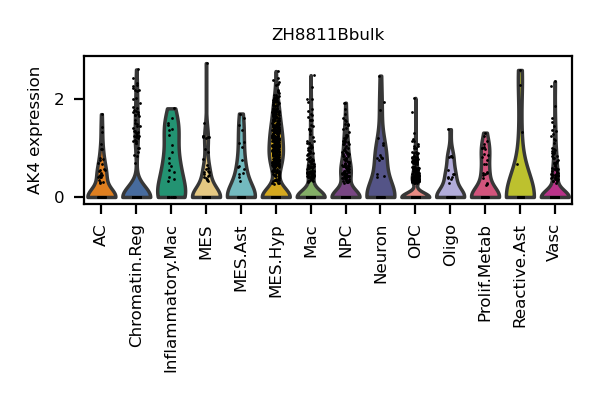 ZH8811Bbulk
AK4 expression
2
0
AC
Chromatin.Reg
Inflammatory.Mac
MES
MES.Ast
MES.Hyp
Mac
NPC
Neuron
OPC
Oligo
Prolif.Metab
Reactive.Ast
Vasc